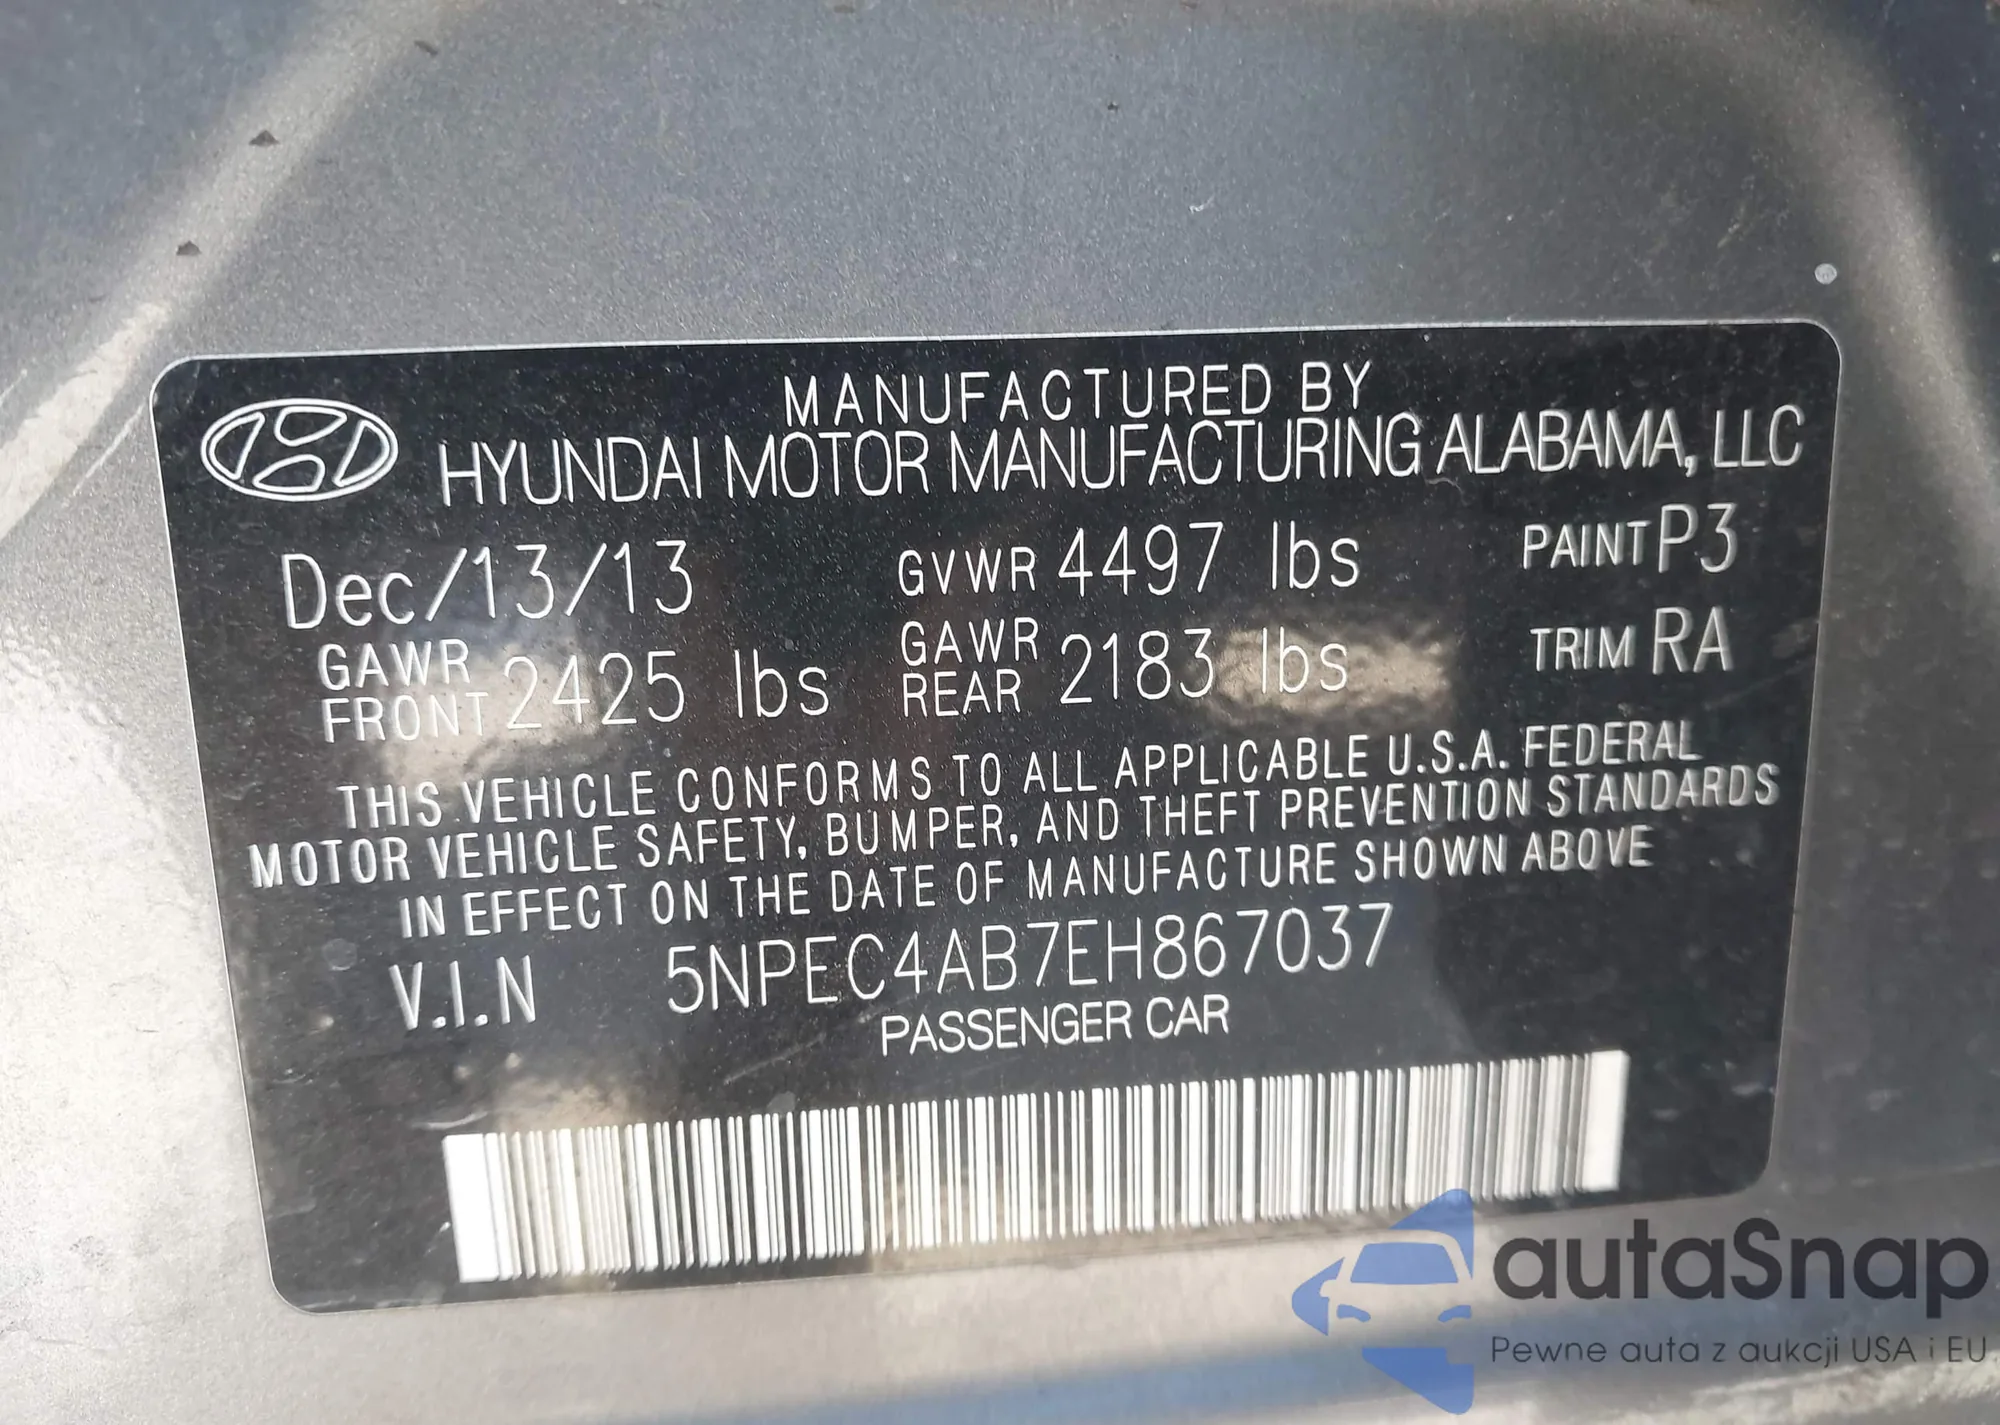 MANUFACTURED BY
HYUNDAI MOTOR MANUFACTURING ALABAMA, LLC
Dec/13/13 GVWR 4497 lbs PAINT P3
GAWR FRONT 2425 lbs GAWR REAR 2183 lbs TRIM RA
THIS VEHICLE CONFORMS TO ALL APPLICABLE U.S.A. FEDERAL
MOTOR VEHICLE SAFETY, BUMPER, AND THEFT PREVENTION STANDARDS
IN EFFECT ON THE DATE OF MANUFACTURE SHOWN ABOVE
V.I.N 5NPEC4AB7EH867037
PASSENGER CAR
autaSnap
Pewne auta z aukcji USA i EU